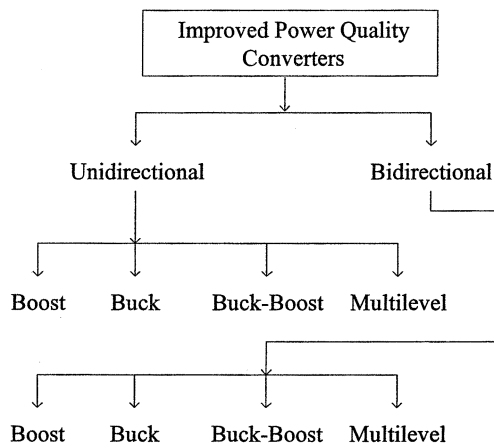 Improved Power Quality
Converters
Unidirectional Bidirectional
Boost Buck Buck-Boost Multilevel
Boost Buck Buck-Boost Multilevel